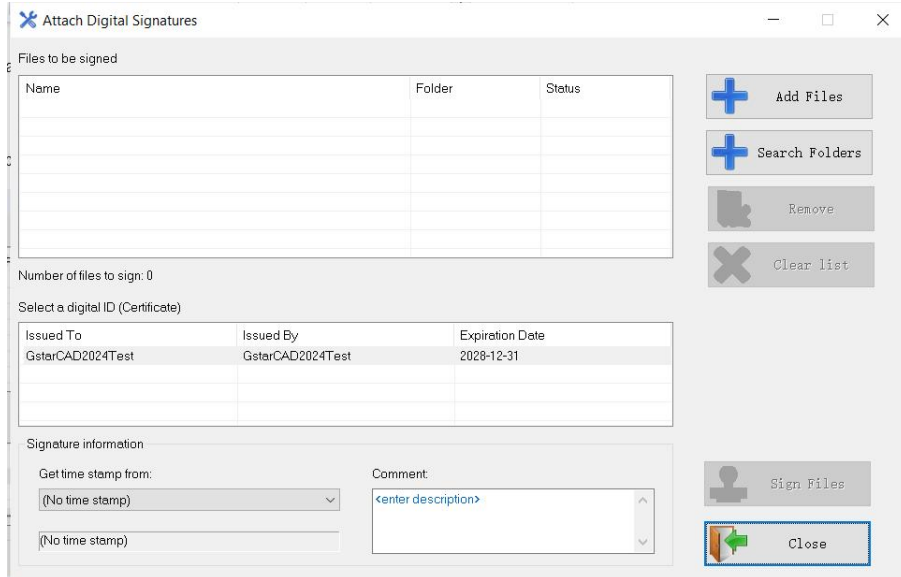 Attach Digital Signatures
Files to be signed
Name Folder Status
Add Files
Search Folders
Remove
Clear list
Number of files to sign: 0
Select a digital ID (Certificate)
Issued To Issued By Expiration Date
GstarCAD2024Test GstarCAD2024Test 2028-12-31
Signature information
Get time stamp from:
(No time stamp)
(No time stamp)
Comment:
<enter description>
Sign Files
Close